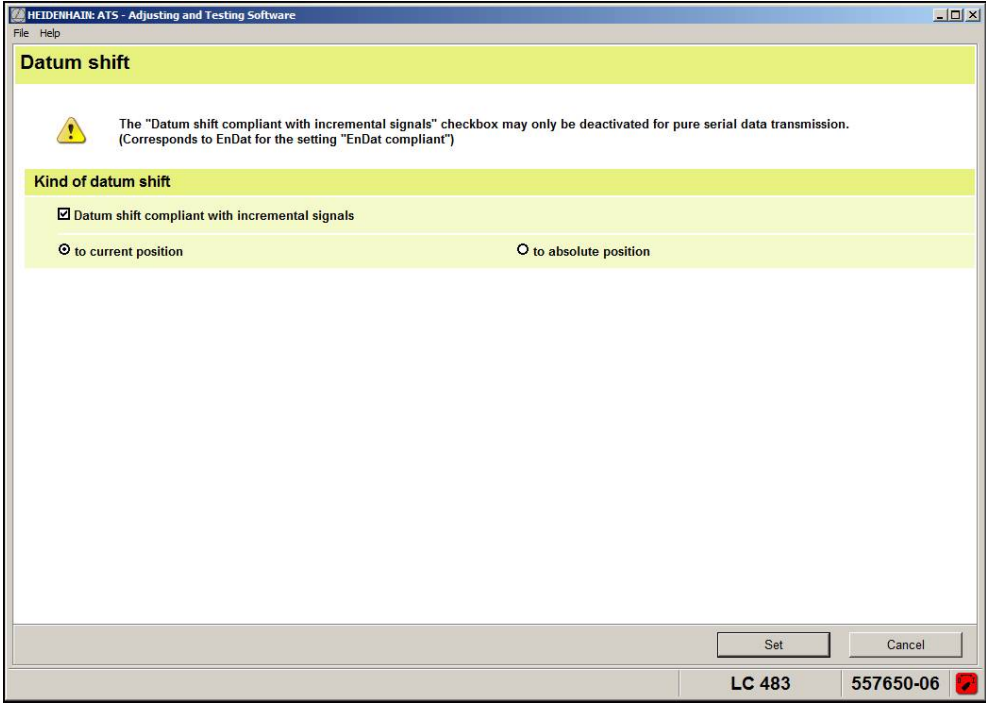 HEIDENHAIN: ATS - Adjusting and Testing Software
File Help
Datum shift
The "Datum shift compliant with incremental signals" checkbox may only be deactivated for pure serial data transmission.
(Corresponds to EnDat for the setting "EnDat compliant")
Kind of datum shift
Datum shift compliant with incremental signals
to current position to absolute position
Set Cancel
LC 483 557650-06